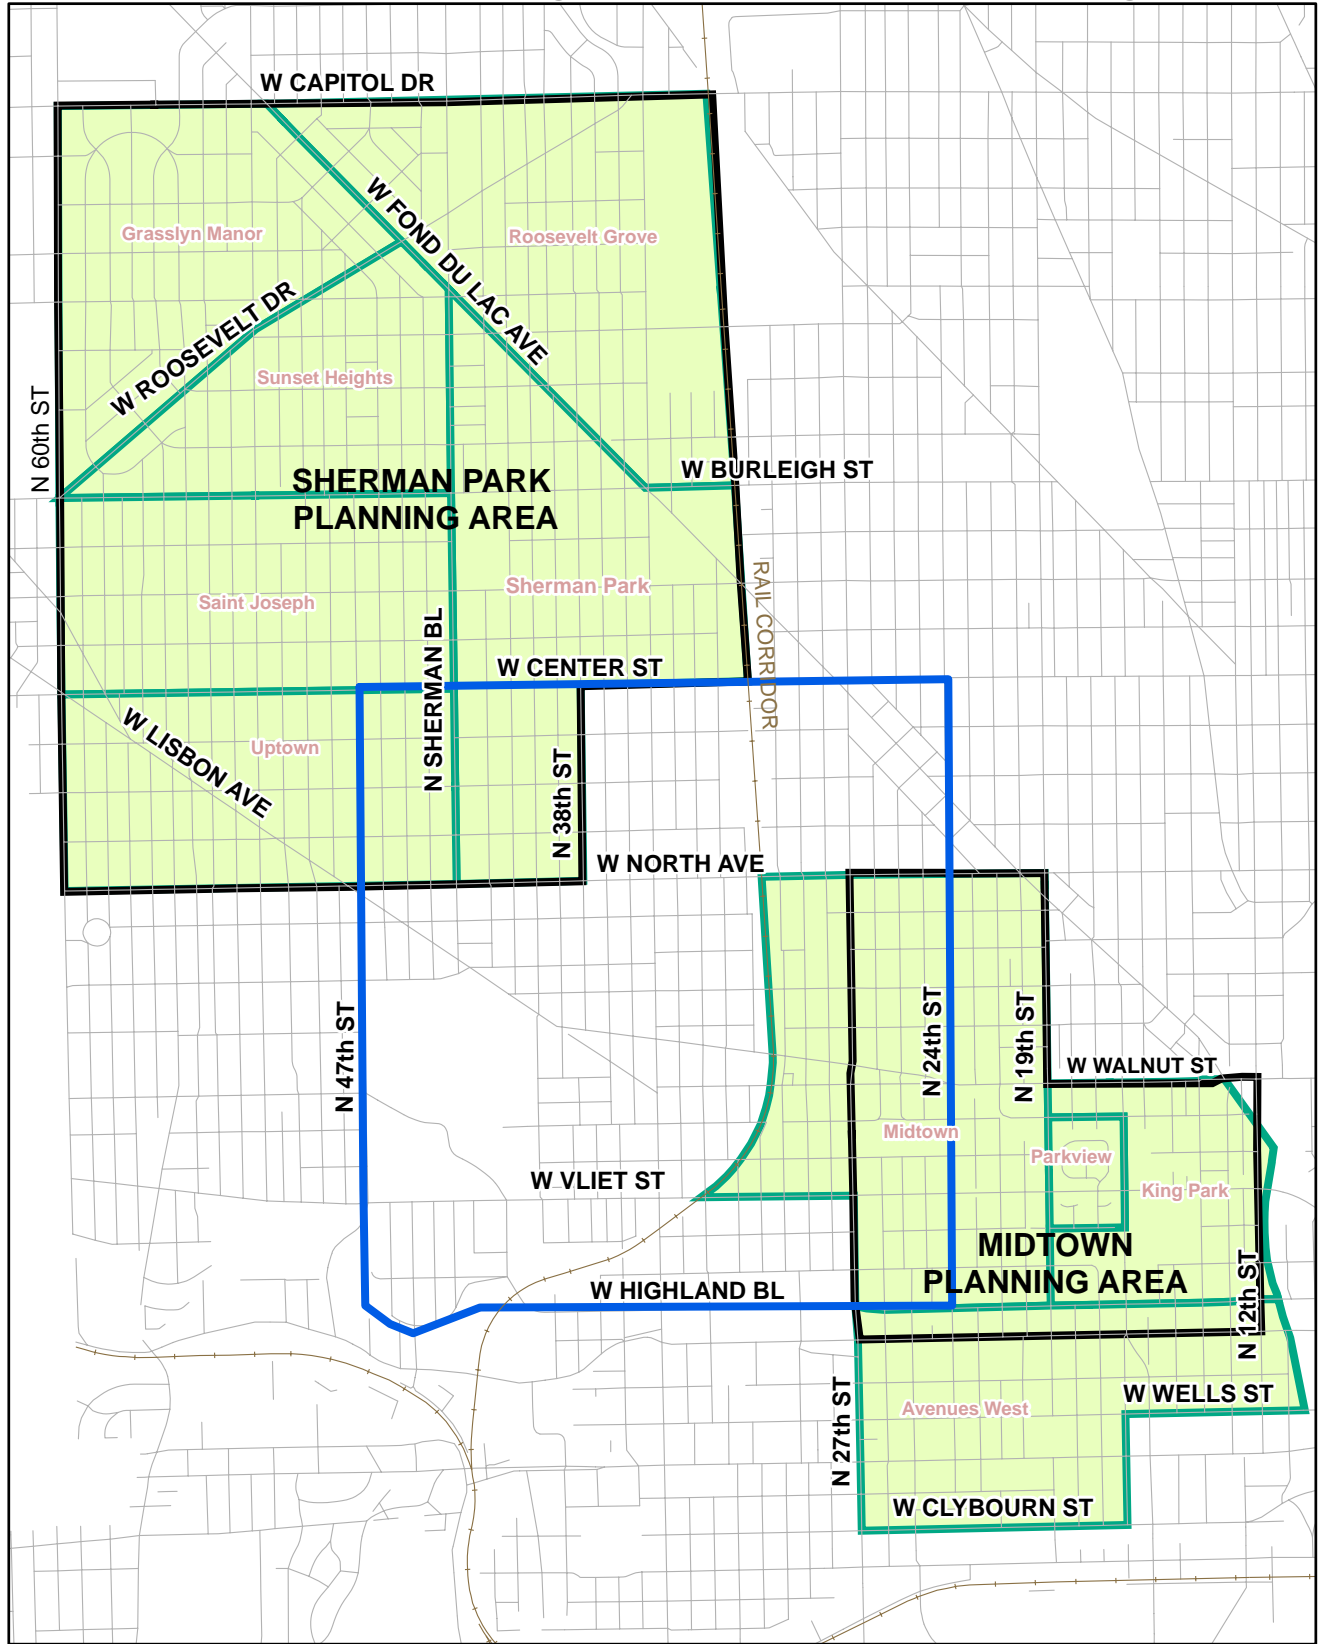 W CAPITOL DR
W FOND DU LAC AVE
Grasslyn Manor
Roosevelt Grove
W ROOSEVELT DR
Sunset Heights
N 60th ST
W BURLEIGH ST
SHERMAN PARK
PLANNING AREA
RAIL CORRIDOR
Sherman Park
Saint Joseph
N SHERMAN BL
W CENTER ST
W LISBON AVE
Uptown
N 38th ST
W NORTH AVE
N 47th ST
N 24th ST
N 19th ST
W WALNUT ST
Midtown
Parkview
W VLIET ST
King Park
MIDTOWN
PLANNING AREA
W HIGHLAND BL
N 12th ST
N 27th ST
Avenues West
W WELLS ST
W CLYBOURN ST